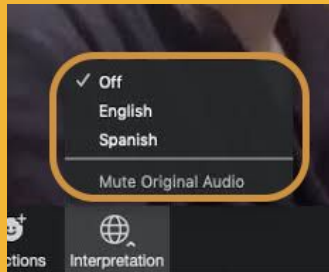 ✓ Off
English
Spanish
Mute Original Audio
ctions
Interpretation